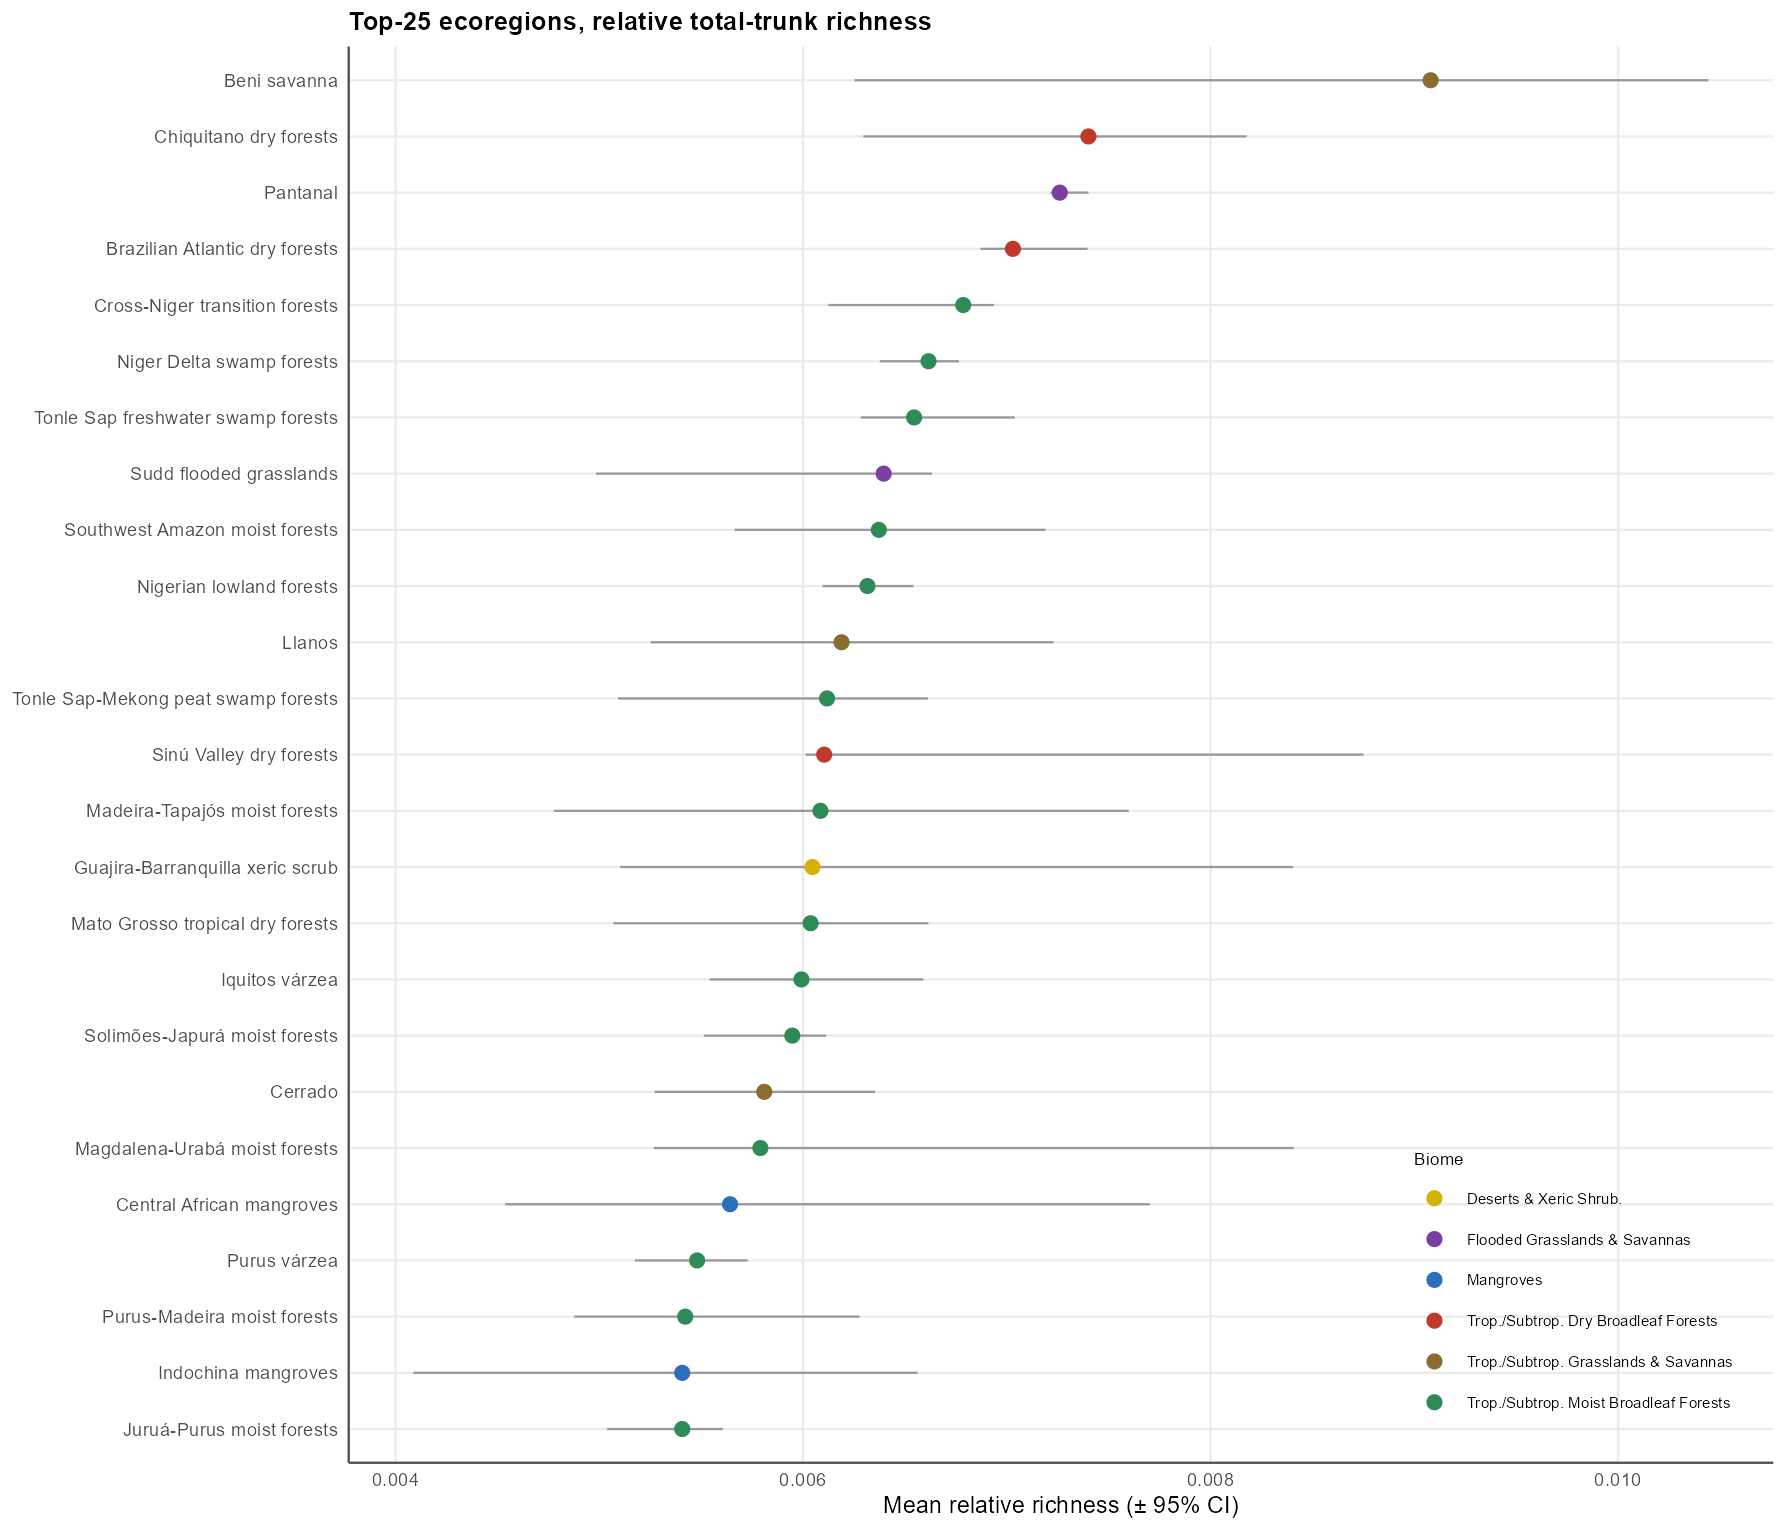 Top-25 ecoregions, relative total-trunk richness
Beni savanna
Chiquitano dry forests
Pantanal
Brazilian Atlantic dry forests
Cross-Niger transition forests
Niger Delta swamp forests
Tonle Sap freshwater swamp forests
Sudd flooded grasslands
Southwest Amazon moist forests
Nigerian lowland forests
Llanos
Tonle Sap-Mekong peat swamp forests
Sinú Valley dry forests
Madeira-Tapajós moist forests
Guajira-Barranquilla xeric scrub
Mato Grosso tropical dry forests
Iquitos várzea
Solimões-Japurá moist forests
Cerrado
Magdalena-Urabá moist forests
Central African mangroves
Purus várzea
Purus-Madeira moist forests
Indochina mangroves
Juruá-Purus moist forests
Biome
Deserts & Xeric Shrub.
Flooded Grasslands & Savannas
Mangroves
Trop./Subtrop. Dry Broadleaf Forests
Trop./Subtrop. Grasslands & Savannas
Trop./Subtrop. Moist Broadleaf Forests
0.004 0.006 0.008 0.010
Mean relative richness (± 95% CI)